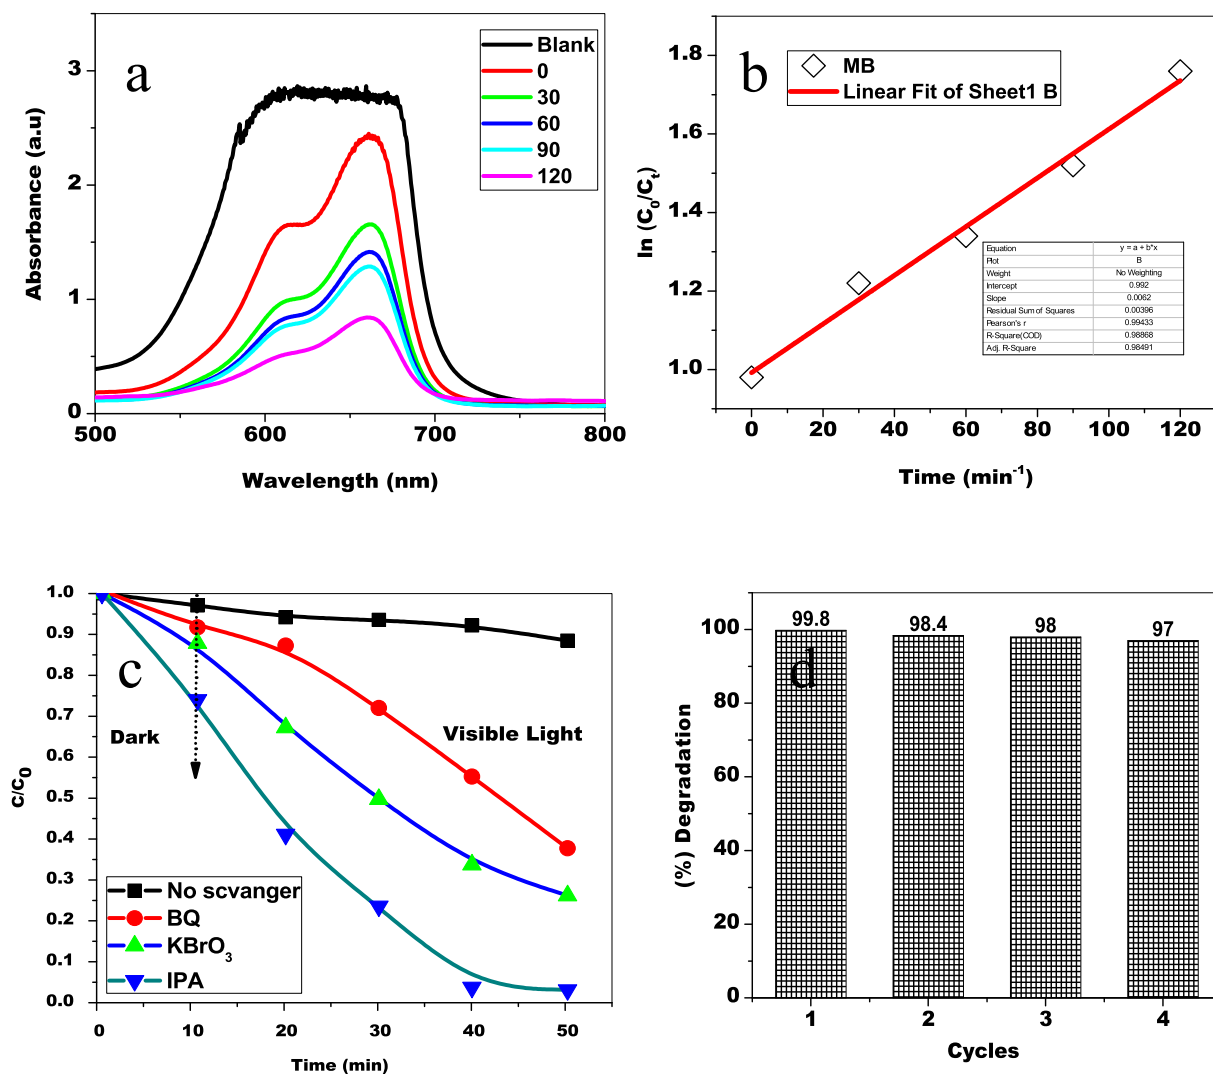 a
Blank
0
30
60
90
120
3
2
1
0
500
600
700
800
Absorbance (a.u)
Wavelength (nm)
b
MB
Linear Fit of Sheet1 B
1.8
1.6
1.4
1.2
1.0
0
20
40
60
80
100
120
ln (C0/Ct)
Time (min-1)
Equation y = a + b*x
Plot B
Weight No Weighting
Intercept 0.992
Slope 0.0062
Residual Sum of Squares 0.00396
Pearson's r 0.99433
R-Square(COD) 0.98868
Adj. R-Square 0.98491
c
1.0
0.9
0.8
0.7
0.6
0.5
0.4
0.3
0.2
0.1
0.0
Dark
Visible Light
No scvanger
BQ
KBrO3
IPA
0
10
20
30
40
50
c/c0
Time (min)
d
99.8
98.4
98
97
100
80
60
40
20
0
1
2
3
4
(%) Degradation
Cycles